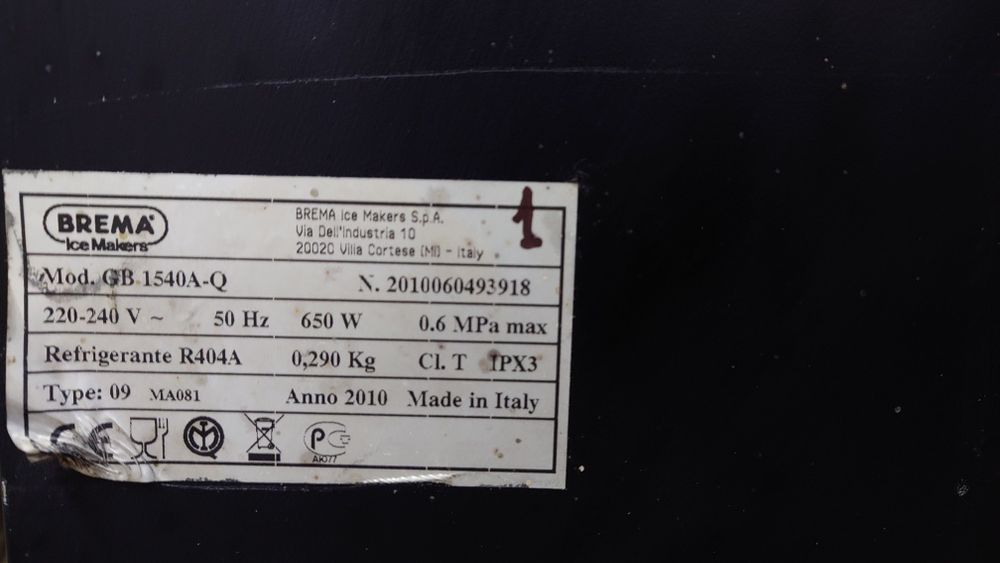 BREMA
Ice Makers
BREMA Ice Makers S.p.A.
Via Dell'Industria 10
20020 Villa Cortese (MI) - Italy
1
Mod. GB 1540A-Q N. 2010060493918
220-240 V ~ 50 Hz 650 W 0.6 MPa max
Refrigerante R404A 0,290 Kg Cl. T IPX3
Type: 09 MA081 Anno 2010 Made in Italy
CE